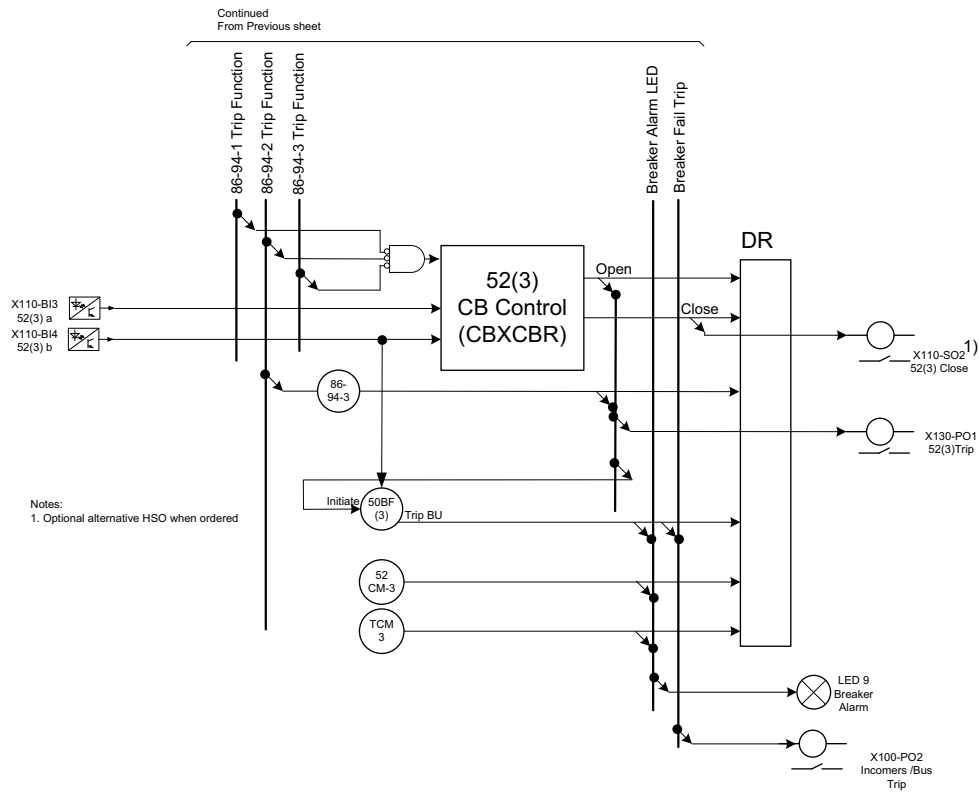 Continued
From Previous sheet
86-94-1 Trip Function
86-94-2 Trip Function
86-94-3 Trip Function
Breaker Alarm LED
Breaker Fail Trip
DR
52(3)
CB Control
(CBXCBR)
Open
Close
X110-BI3
52(3) a
X110-BI4
52(3) b
X110-SO2 1)
52(3) Close
86-
94-3
X130-PO1
52(3)Trip
Notes:
1. Optional alternative HSO when ordered
Initiate
50BF
(3)
Trip BU
52
CM-3
TCM
3
LED 9
Breaker
Alarm
X100-PO2
Incomers /Bus
Trip